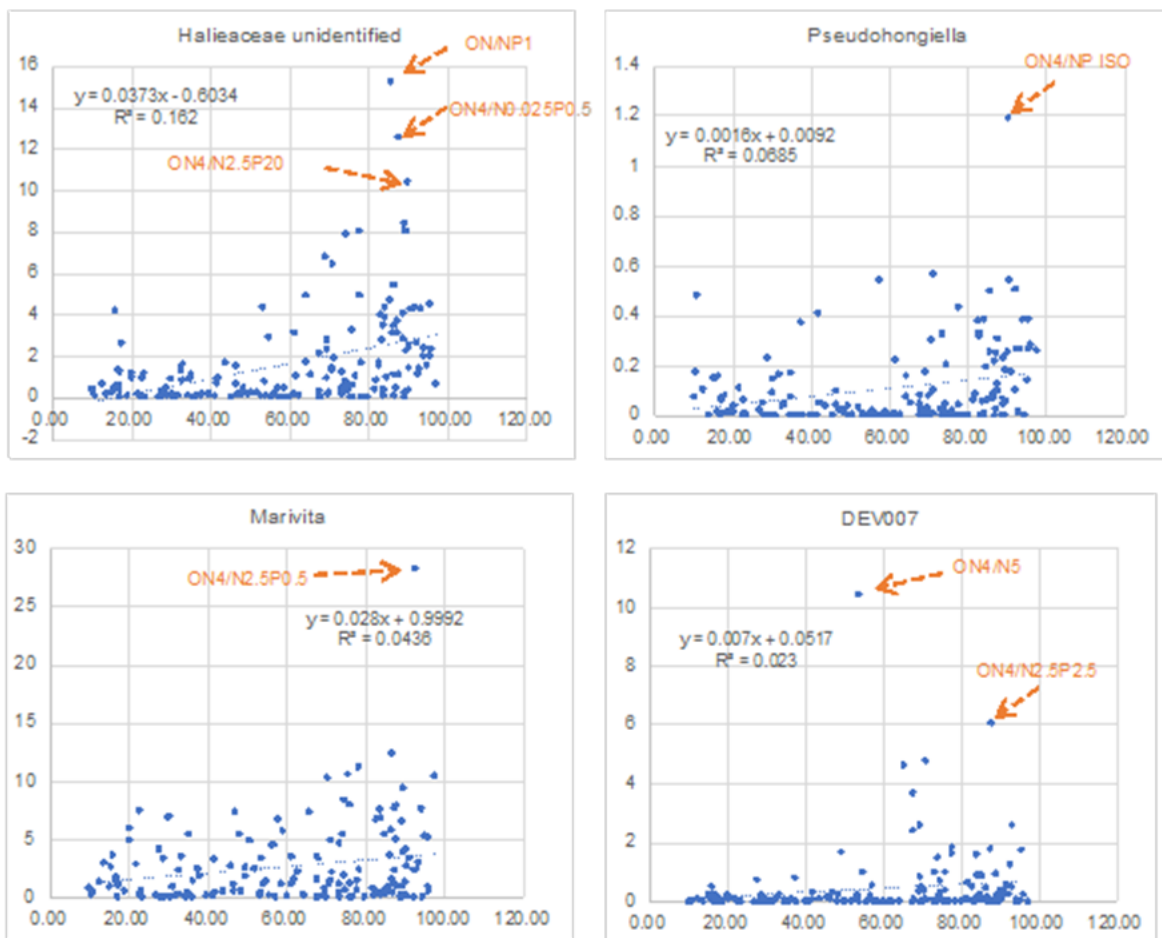 Halieaceae unidentified
ON/NP1
16
14
12
10
8
6
4
2
0
-2
y = 0.0373x - 0.6034
R² = 0.162
ON4/N0.025P0.5
ON4/N2.5P20
0.00 20.00 40.00 60.00 80.00 100.00 120.00
Pseudohongiella
ON4/NP ISO
1.4
1.2
1
0.8
0.6
0.4
0.2
0
y = 0.0016x + 0.0092
R² = 0.0685
0.00 20.00 40.00 60.00 80.00 100.00 120.00
Marivita
30
25
20
15
10
5
0
ON4/N2.5P0.5
y = 0.028x + 0.9992
R² = 0.0436
0.00 20.00 40.00 60.00 80.00 100.00 120.00
DEV007
12
10
8
6
4
2
0
ON4/N5
y = 0.007x + 0.0517
R² = 0.023
ON4/N2.5P2.5
0.00 20.00 40.00 60.00 80.00 100.00 120.00